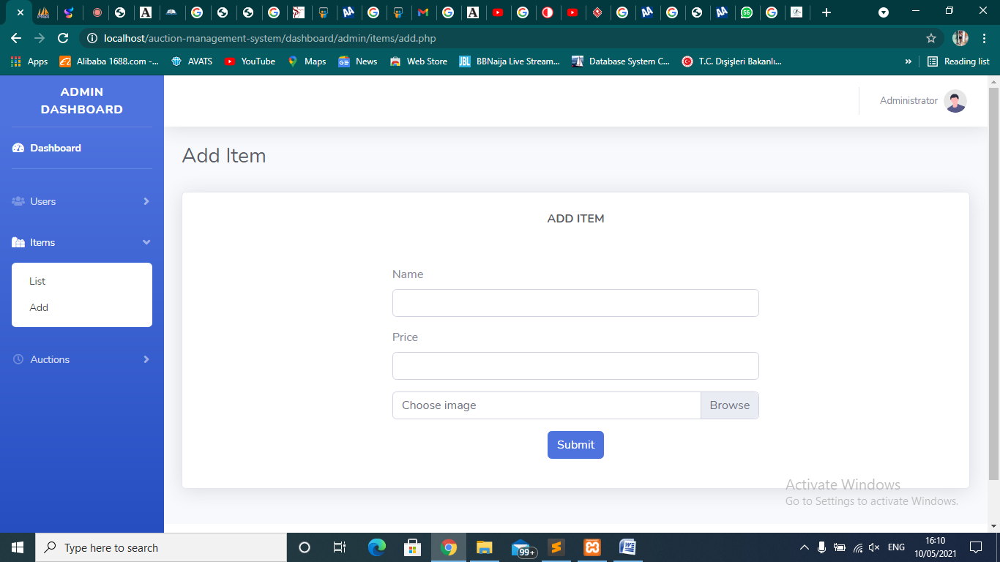 56
localhost/auction-management-system/dashboard/admin/items/add.php
Apps
Alibaba 1688.com -...
AVATS
YouTube
Maps
News
Web Store
JBL
BBNaija Live Stream...
Database System C...
T.C. Dışişleri Bakanlı...
»
Reading list
ADMIN
DASHBOARD
Dashboard
Users
Items
List
Add
Auctions
Administrator
Add Item
ADD ITEM
Name
Price
Choose image
Browse
Submit
Activate Windows
Go to Settings to activate Windows.
Type here to search
99+
ENG
16:10
10/05/2021